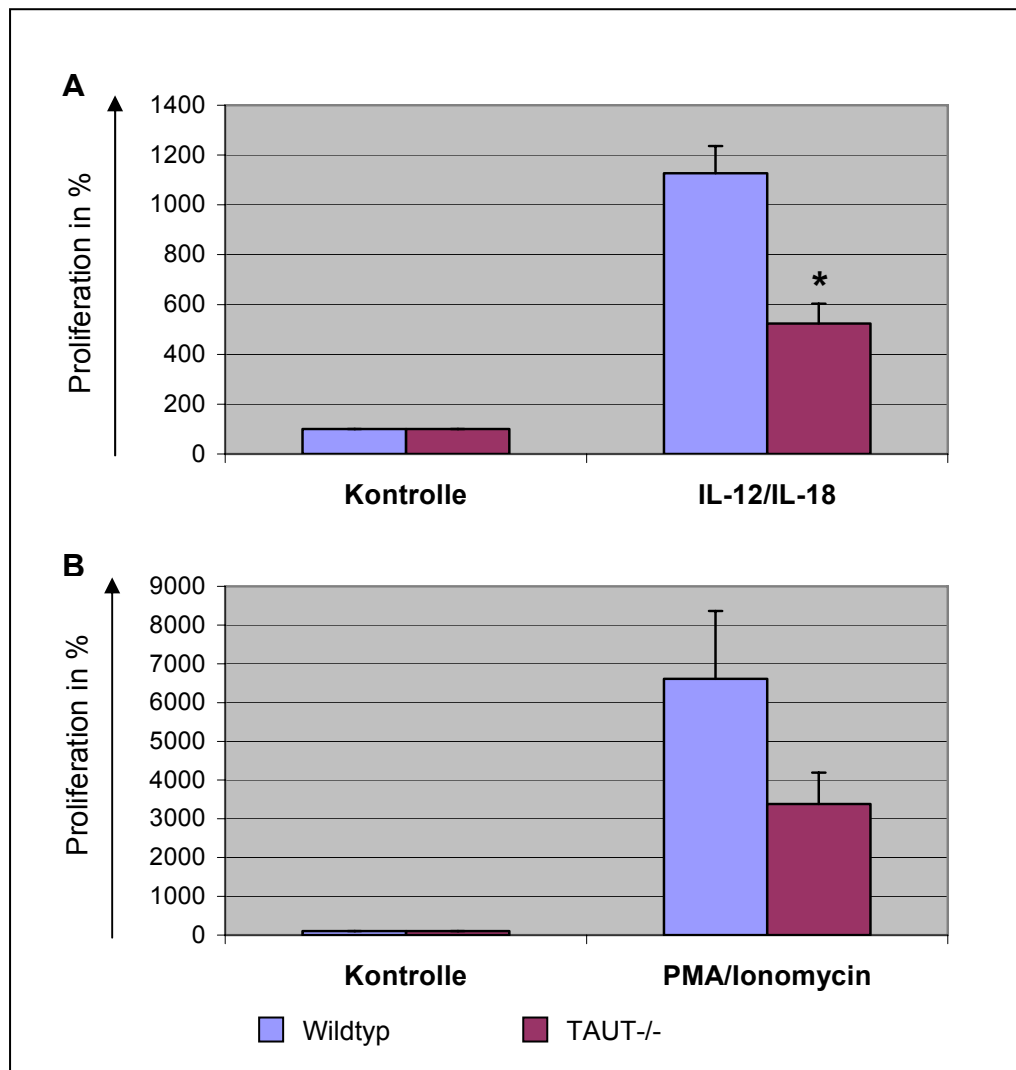 A
Proliferation in %
1400
1200
1000
800
600
400
200
0
*
Kontrolle IL-12/IL-18
B
Proliferation in %
9000
8000
7000
6000
5000
4000
3000
2000
1000
0
Kontrolle PMA/Ionomycin
Wildtyp TAUT-/-